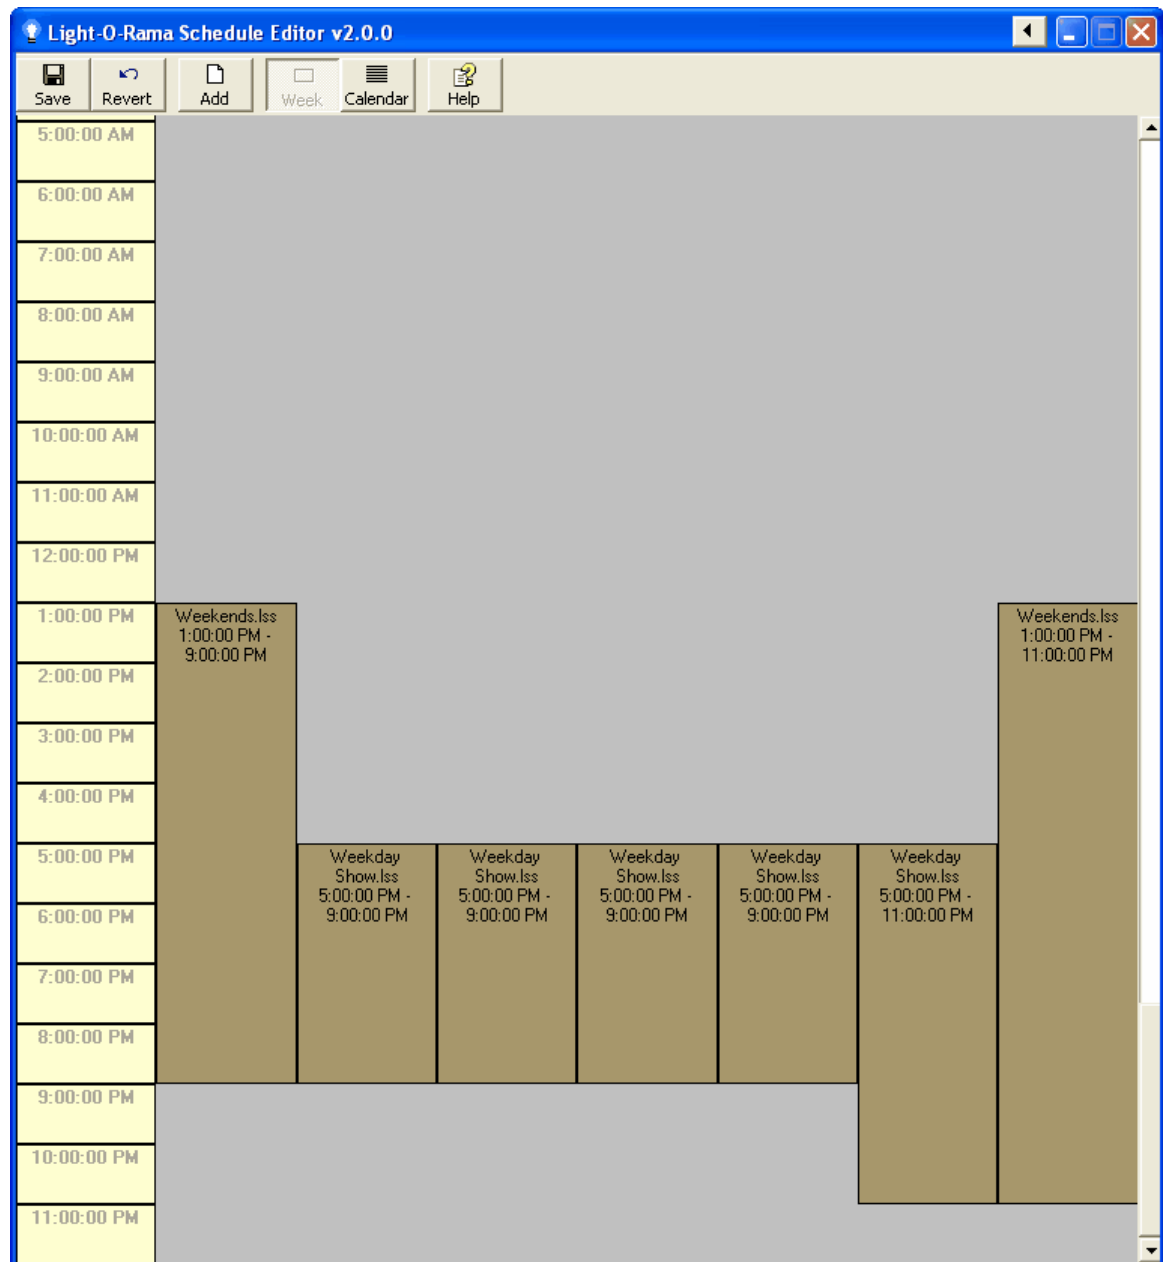 Light-O-Rama Schedule Editor v2.0.0
Save Revert Add Week Calendar Help
5:00:00 AM
6:00:00 AM
7:00:00 AM
8:00:00 AM
9:00:00 AM
10:00:00 AM
11:00:00 AM
12:00:00 PM
1:00:00 PM
2:00:00 PM
3:00:00 PM
4:00:00 PM
5:00:00 PM
6:00:00 PM
7:00:00 PM
8:00:00 PM
9:00:00 PM
10:00:00 PM
11:00:00 PM
Weekends.lss
1:00:00 PM -
9:00:00 PM
Weekday
Show.lss
5:00:00 PM -
9:00:00 PM
Weekday
Show.lss
5:00:00 PM -
9:00:00 PM
Weekday
Show.lss
5:00:00 PM -
9:00:00 PM
Weekday
Show.lss
5:00:00 PM -
9:00:00 PM
Weekday
Show.lss
5:00:00 PM -
11:00:00 PM
Weekends.lss
1:00:00 PM -
11:00:00 PM